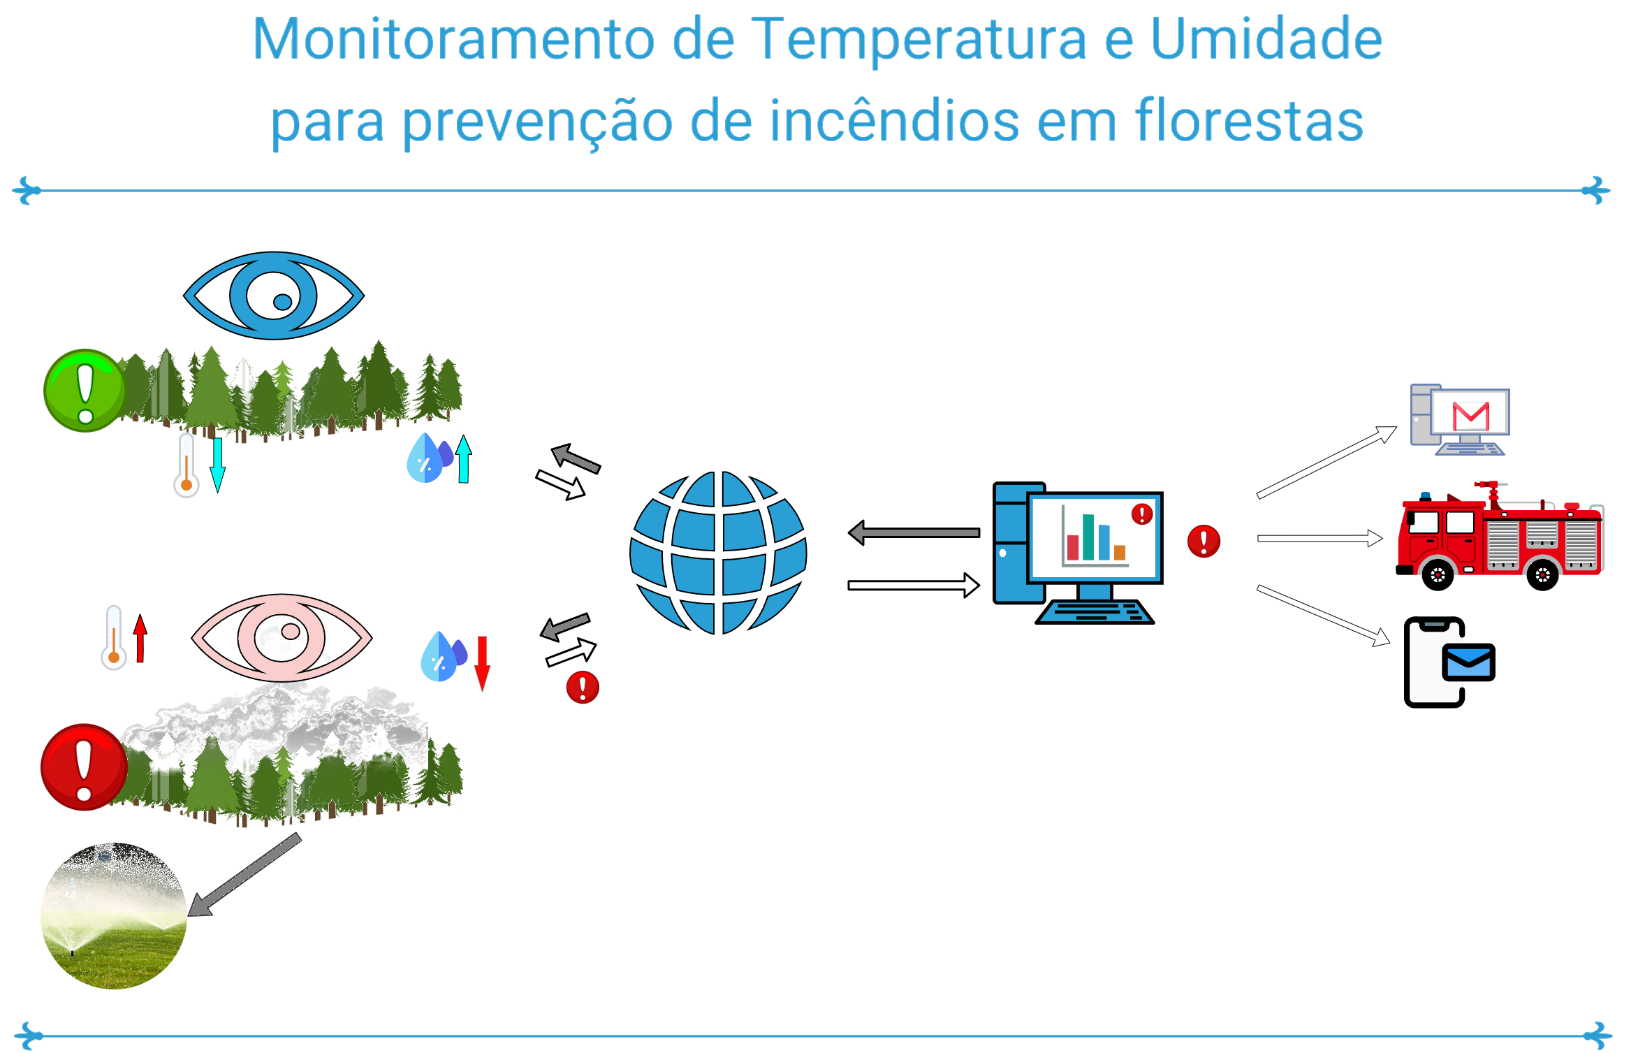 Monitoramento de Temperatura e Umidade
para prevenção de incêndios em florestas